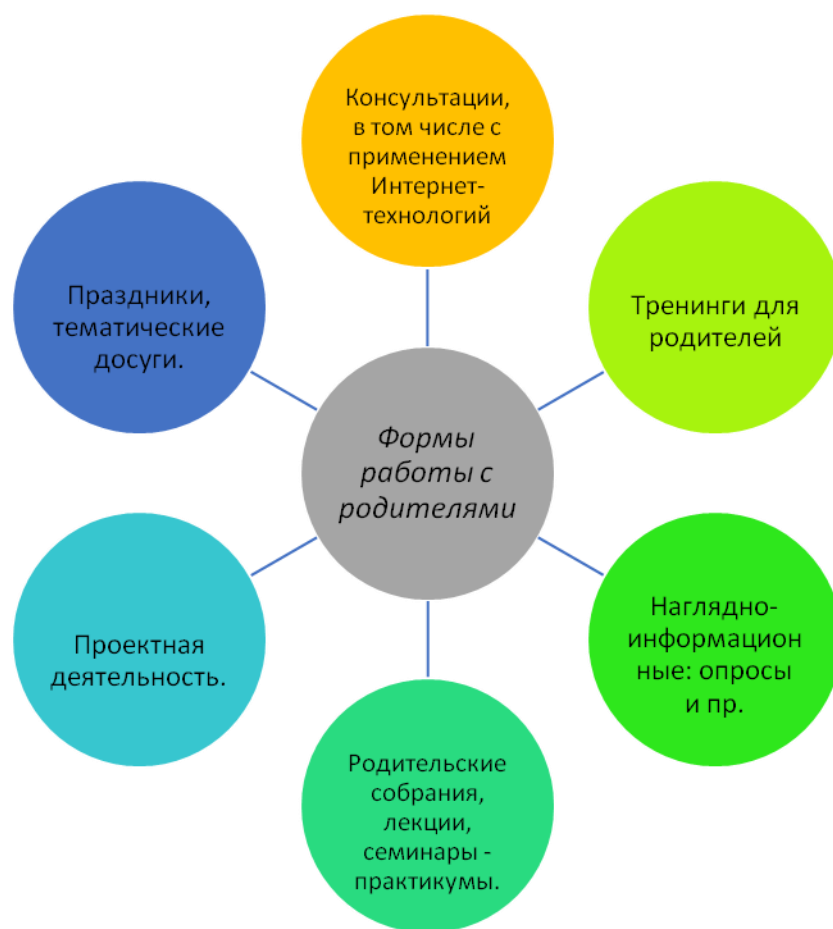 Консультации,
в том числе с
применением
Интернет-
технологий
Праздники,
тематические
досуги.
Тренинги для
родителей
Формы
работы с
родителями
Проектная
деятельность.
Наглядно-
информацион
ные: опросы
и пр.
Родительские
собрания,
лекции,
семинары -
практикумы.